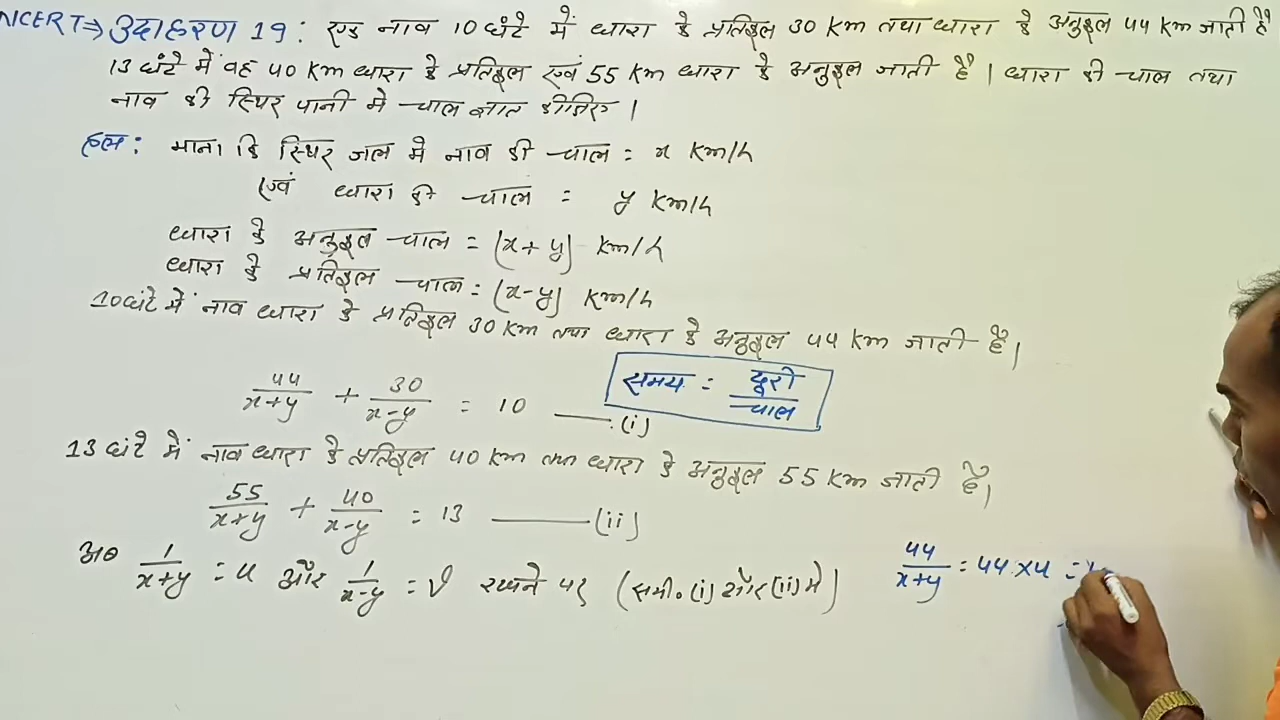 NCERT⇒ उदाहरण 19 : एक नाव 10 घंटे में धारा के प्रतिकूल 30 Km तथा धारा के अनुकूल 44 Km जाती है।
13 घंटे में वह 40 Km धारा के प्रतिकूल एवं 55 Km धारा के अनुकूल जाती है। धारा की चाल तथा
नाव की स्थिर पानी में चाल ज्ञात कीजिए।
हल : माना कि स्थिर जल में नाव की चाल = x Km/h
एवं धारा की चाल = y Km/h
धारा के अनुकूल चाल = (x+y) Km/h
धारा के प्रतिकूल चाल = (x-y) Km/h
10 घंटे में नाव धारा के प्रतिकूल 30 Km तथा धारा के अनुकूल 44 Km जाती है।
समय = दूरी/चाल
44/(x+y) + 30/(x-y) = 10 —— (i)
13 घंटे में नाव धारा के प्रतिकूल 40 Km तथा धारा के अनुकूल 55 Km जाती है।
55/(x+y) + 40/(x-y) = 13 —— (ii)
अब 1/(x+y) = u और 1/(x-y) = v रखने पर (समी. (i) और (ii) में)
44/(x+y) = 44 × u =